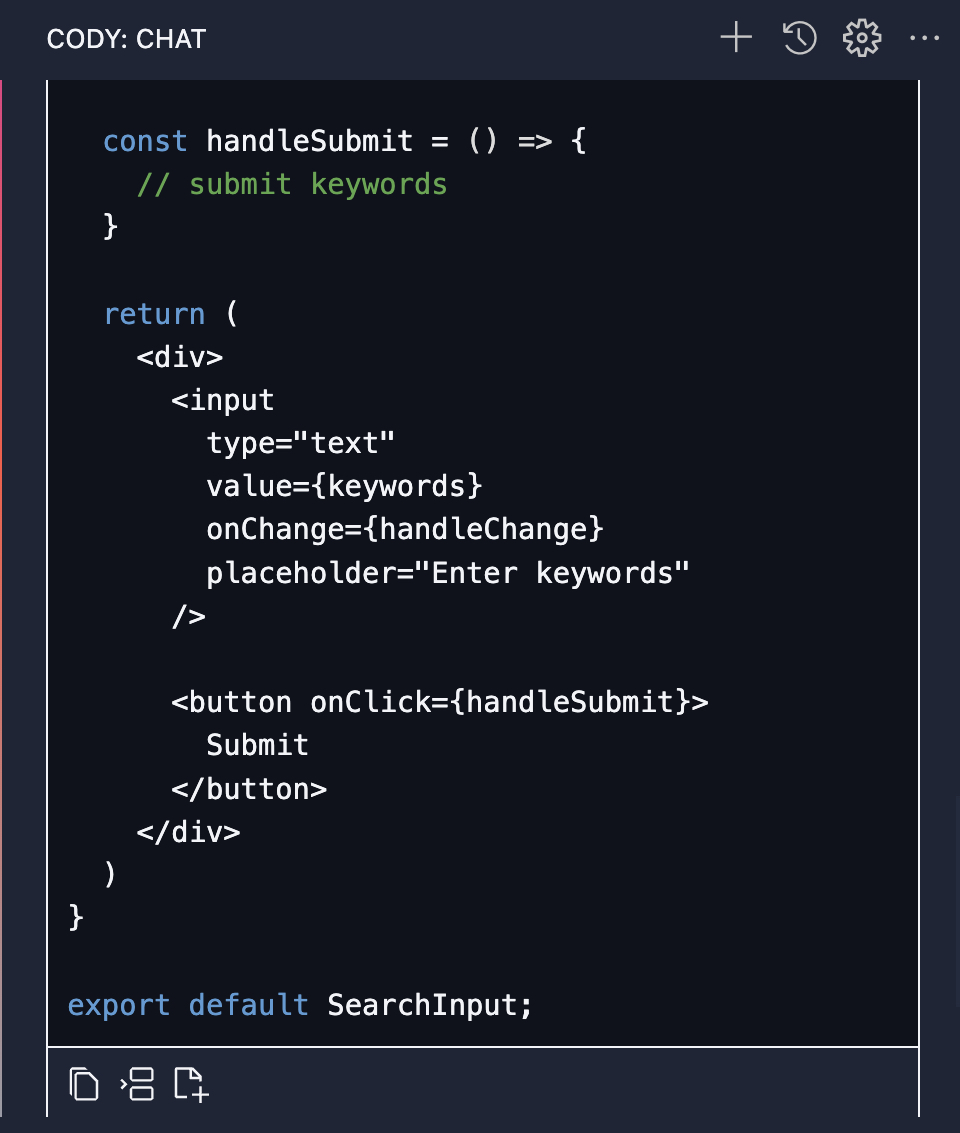 CODY: CHAT
const handleSubmit = () => {
// submit keywords
}
return (
<div>
<input
type="text"
value={keywords}
onChange={handleChange}
placeholder="Enter keywords"
/>
<button onClick={handleSubmit}>
Submit
</button>
</div>
)
}
export default SearchInput;